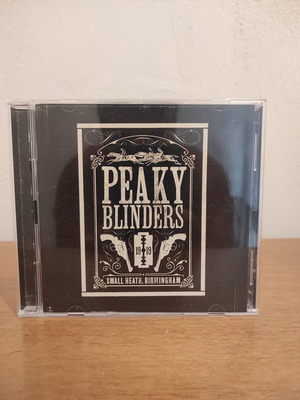 PEAKY
BLINDERS
19 19
SMALL HEATH, BIRMINGHAM